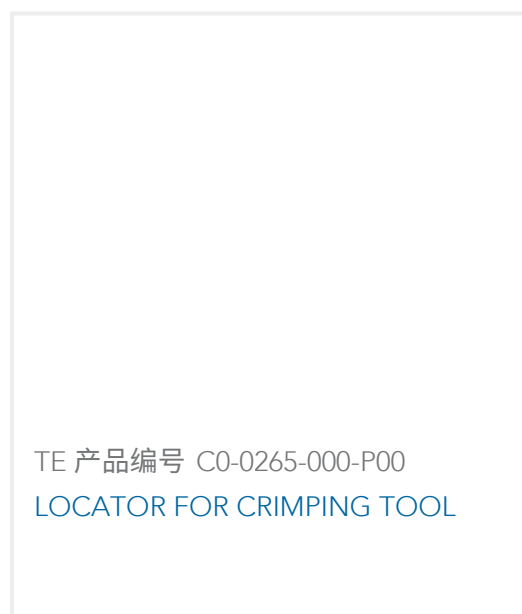 TE 产品编号 C0-0265-000-P00
LOCATOR FOR CRIMPING TOOL